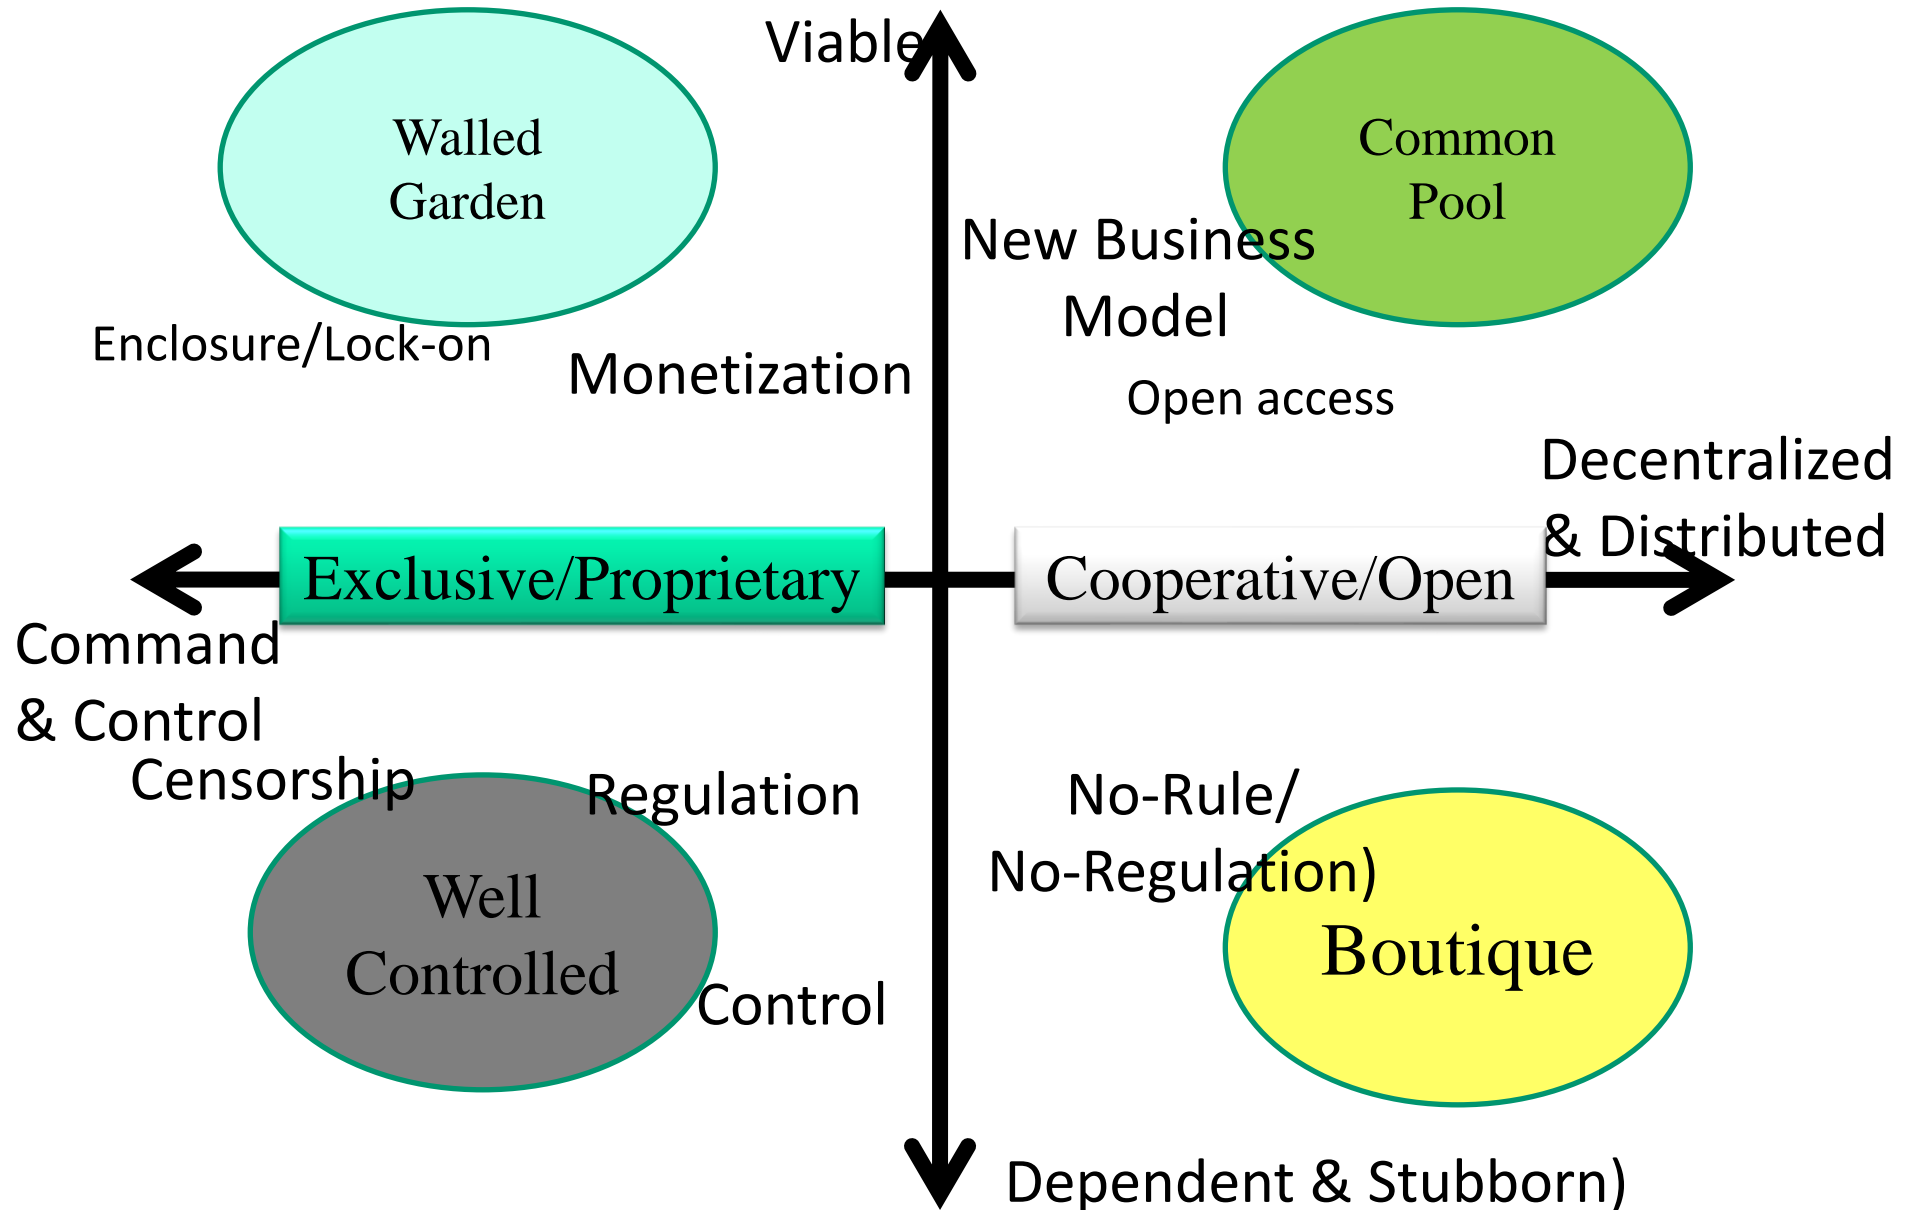 Viable
Walled
Garden
Common
Pool
New Business
Model
Enclosure/Lock-on
Monetization
Open access
Decentralized
& Distributed
Exclusive/Proprietary
Cooperative/Open
Command
& Control
Censorship
Regulation
No-Rule/
No-Regulation)
Well
Controlled
Boutique
Control
Dependent & Stubborn)